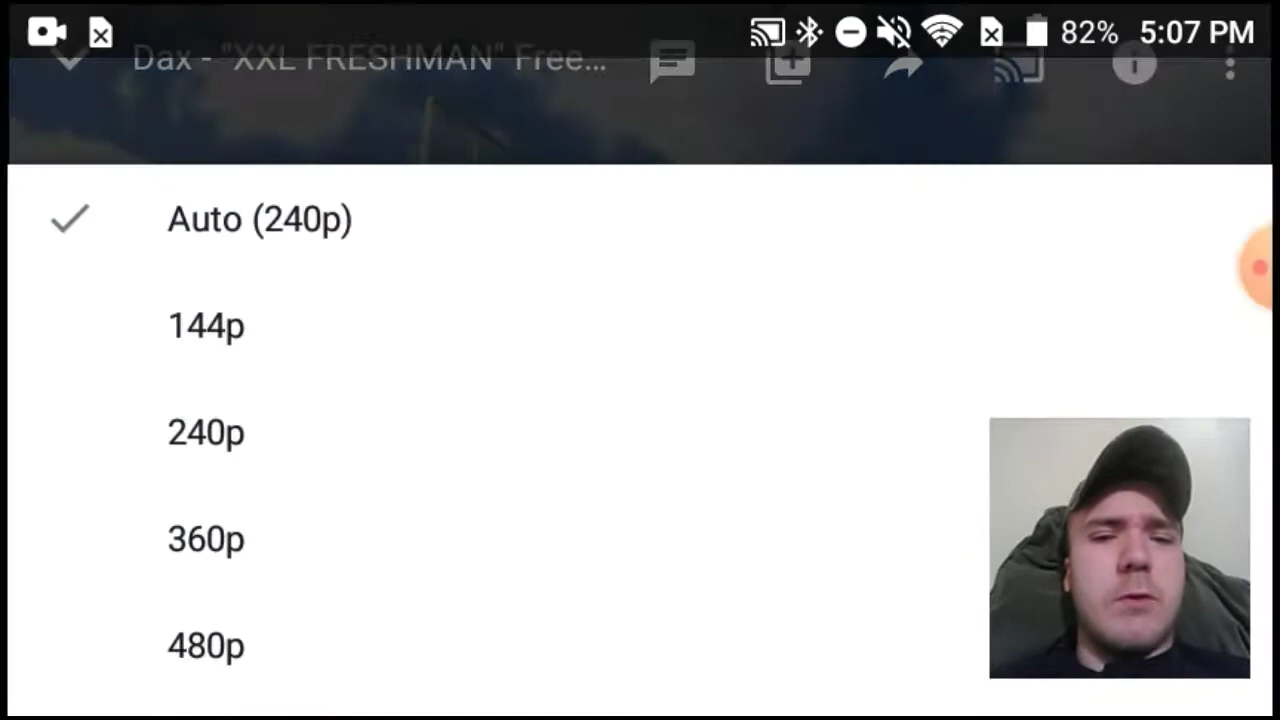 82% 5:07 PM
Dax - "XXL FRESHMAN" Free...
Auto (240p)
144p
240p
360p
480p